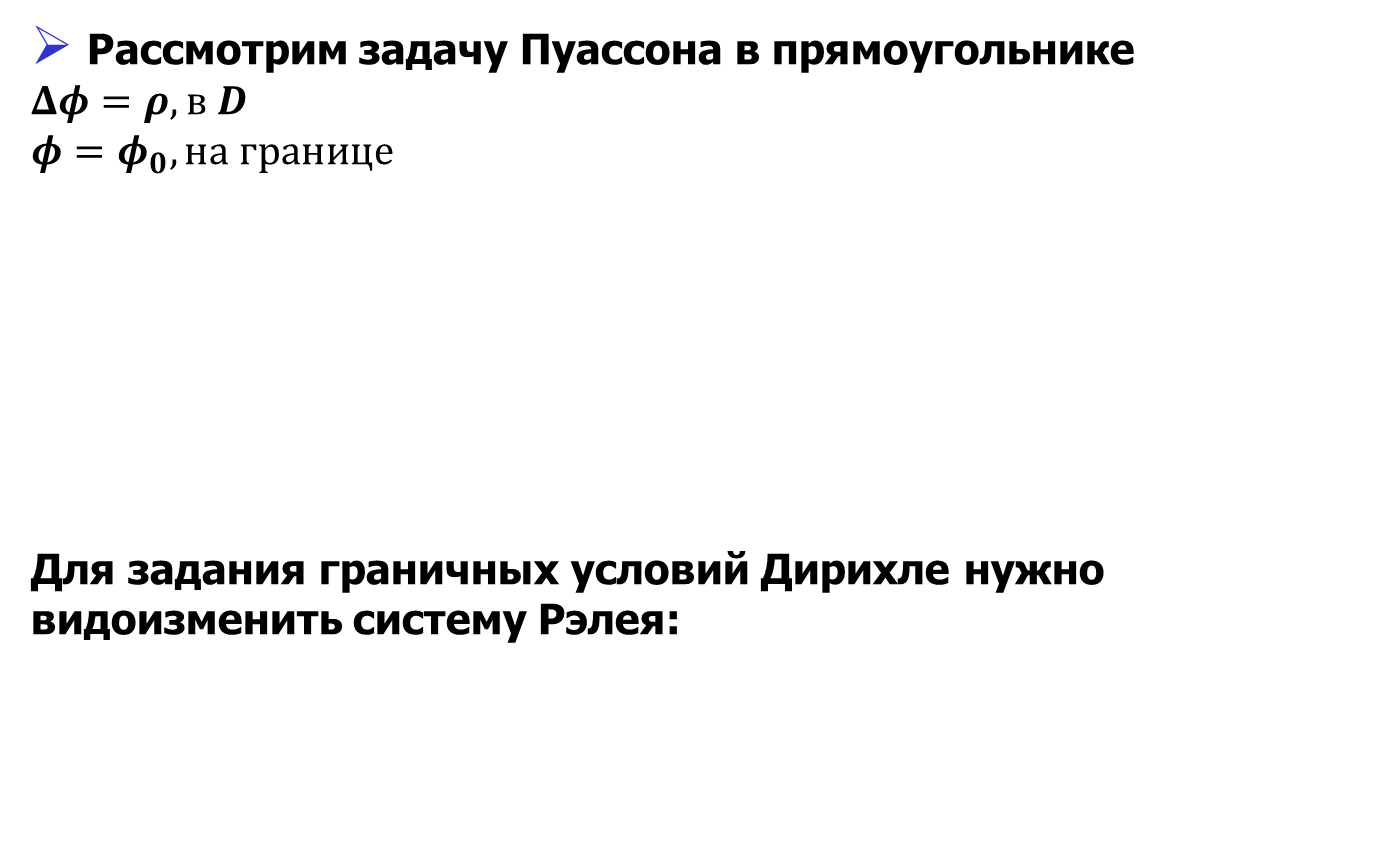 Рассмотрим задачу Пуассона в прямоугольнике
Δϕ = ρ, в D
ϕ = ϕ₀, на границе
Для задания граничных условий Дирихле нужно
видоизменить систему Рэлея: